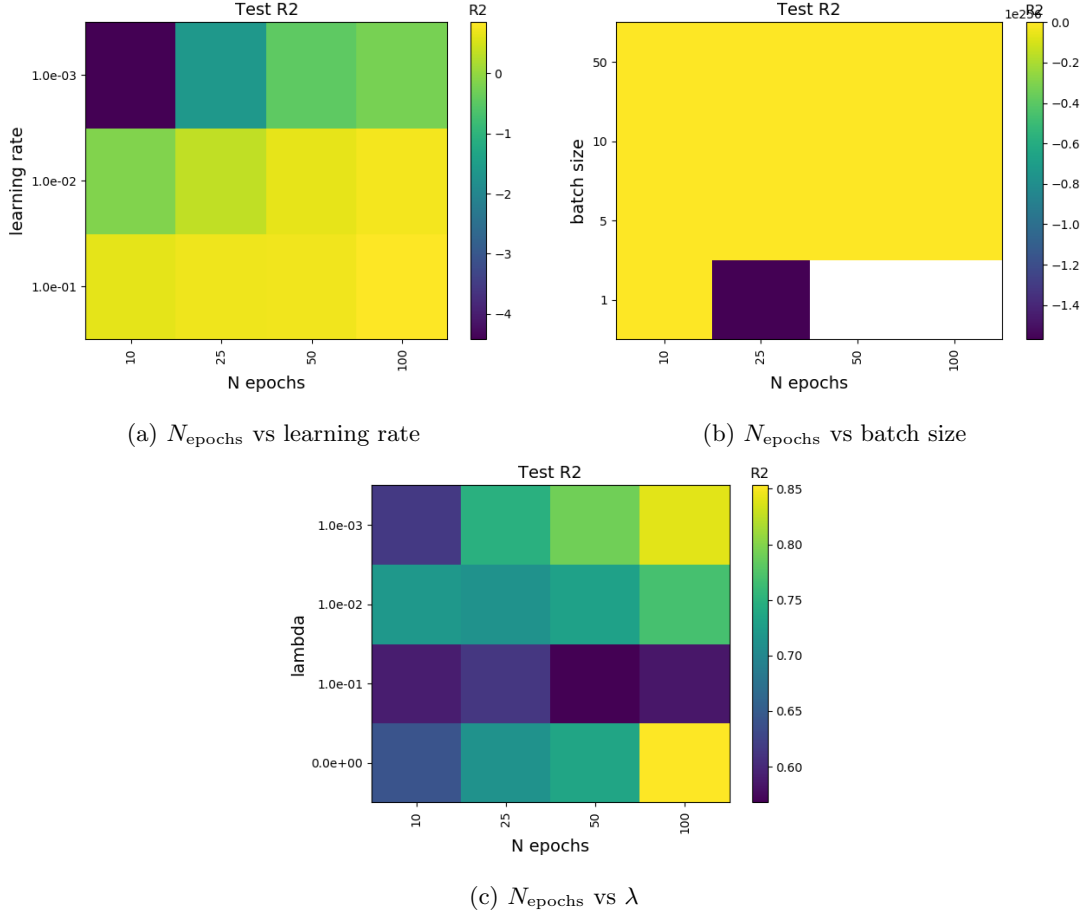 Test R2
R2
1.0e-03
1.0e-02
1.0e-01
learning rate
0
−1
−2
−3
−4
10
25
50
100
N epochs
(a) N_epochs vs learning rate
Test R2
R2
50
10
5
1
batch size
0.0
−0.2
−0.4
−0.6
−0.8
−1.0
−1.2
−1.4
10
25
50
100
N epochs
(b) N_epochs vs batch size
Test R2
R2
1.0e-03
1.0e-02
1.0e-01
0.0e+00
lambda
0.85
0.80
0.75
0.70
0.65
0.60
10
25
50
100
N epochs
(c) N_epochs vs λ